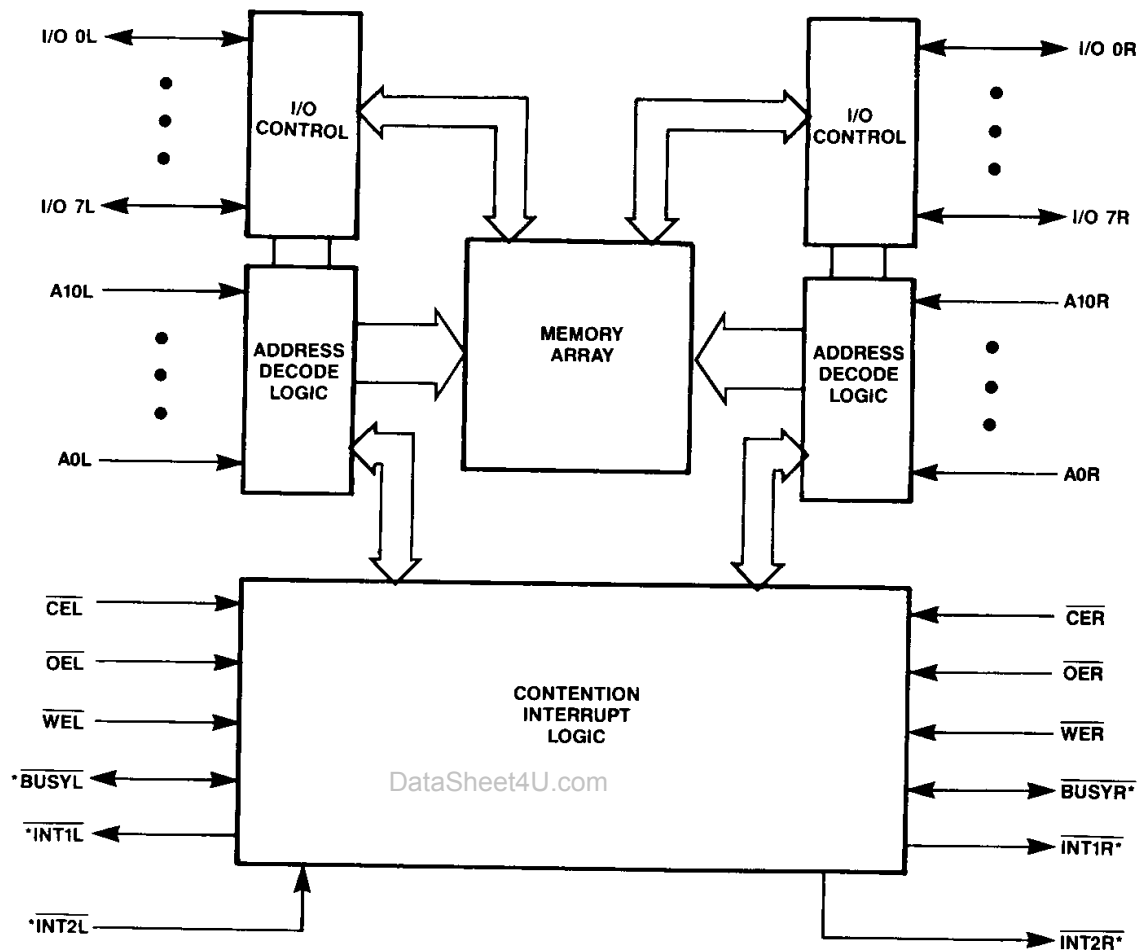 I/O 0L
I/O 0R
I/O
CONTROL
I/O
CONTROL
I/O 7L
I/O 7R
A10L
A10R
ADDRESS
DECODE
LOGIC
MEMORY
ARRAY
ADDRESS
DECODE
LOGIC
A0L
A0R
CEL
CER
OEL
OER
WEL
WER
CONTENTION
INTERRUPT
LOGIC
*BUSYL
BUSYR*
DataSheet4U.com
*INT1L
INT1R*
*INT2L
INT2R*